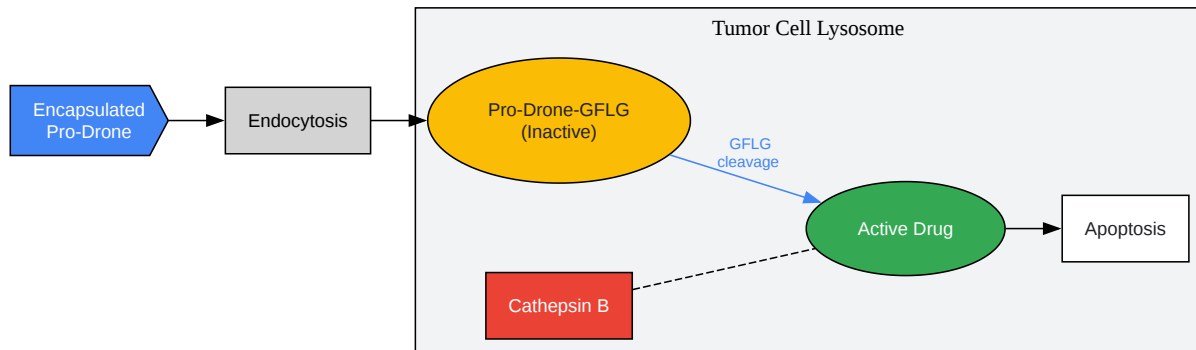 Tumor Cell Lysosome
Encapsulated
Pro-Drone
Endocytosis
Pro-Drone-GFLG
(Inactive)
GFLG
cleavage
Active Drug
Apoptosis
Cathepsin B